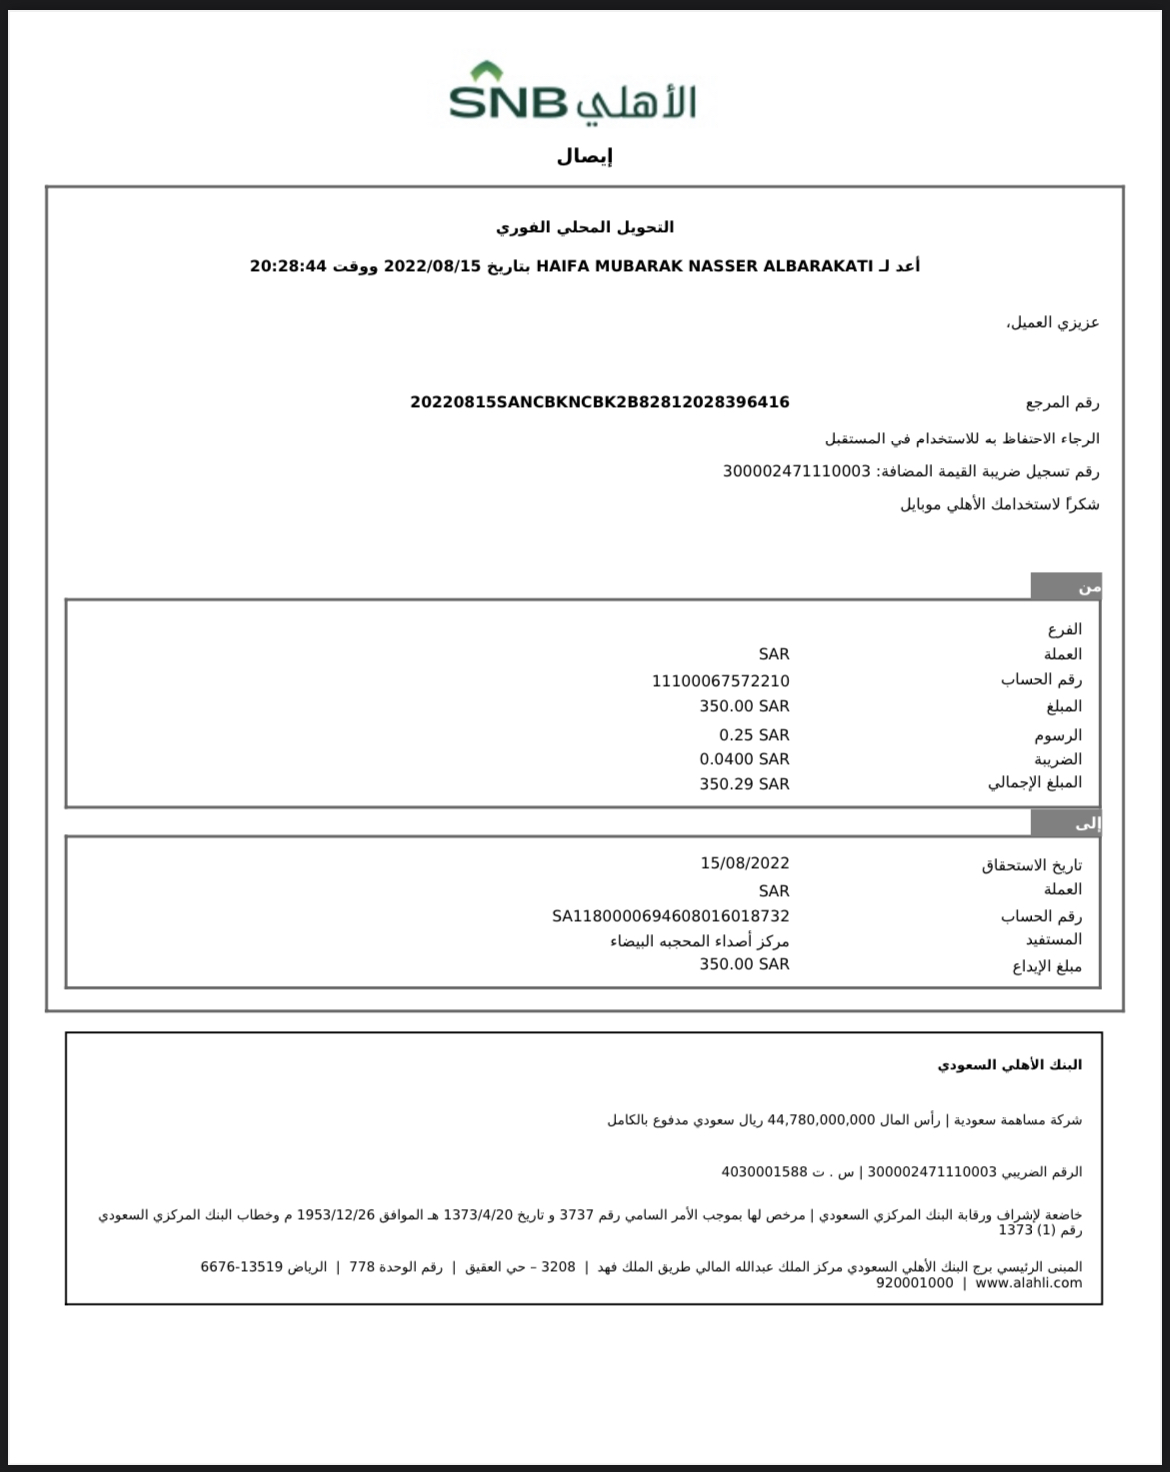 SNB الأهلي
إيصال
التحويل المحلي الفوري
أعد لـ HAIFA MUBARAK NASSER ALBARAKATI بتاريخ 2022/08/15 ووقت 20:28:44
عزيزي العميل،
رقم المرجع 20220815SANCBKNCBK2B82812028396416
الرجاء الاحتفاظ به للاستخدام في المستقبل
رقم تسجيل ضريبة القيمة المضافة: 300002471110003
شكراً لاستخدامك الأهلي موبايل
من
الفرع
العملة SAR
رقم الحساب 11100067572210
المبلغ 350.00 SAR
الرسوم 0.25 SAR
الضريبة 0.0400 SAR
المبلغ الإجمالي 350.29 SAR
إلى
تاريخ الاستحقاق 15/08/2022
العملة SAR
رقم الحساب SA1180000694608016018732
المستفيد مركز أصداء المحجبه البيضاء
مبلغ الإيداع 350.00 SAR
البنك الأهلي السعودي
شركة مساهمة سعودية | رأس المال 44,780,000,000 ريال سعودي مدفوع بالكامل
الرقم الضريبي 300002471110003 | س . ت 4030001588
خاضعة لإشراف ورقابة البنك المركزي السعودي | مرخص لها بموجب الأمر السامي رقم 3737 و تاريخ 1373/4/20 هـ الموافق 1953/12/26 م وخطاب البنك المركزي السعودي
رقم (1) 1373
المبنى الرئيسي برج البنك الأهلي السعودي مركز الملك عبدالله المالي طريق الملك فهد | 3208 – حي العقيق | رقم الوحدة 778 | الرياض 13519-6676
920001000 | www.alahli.com